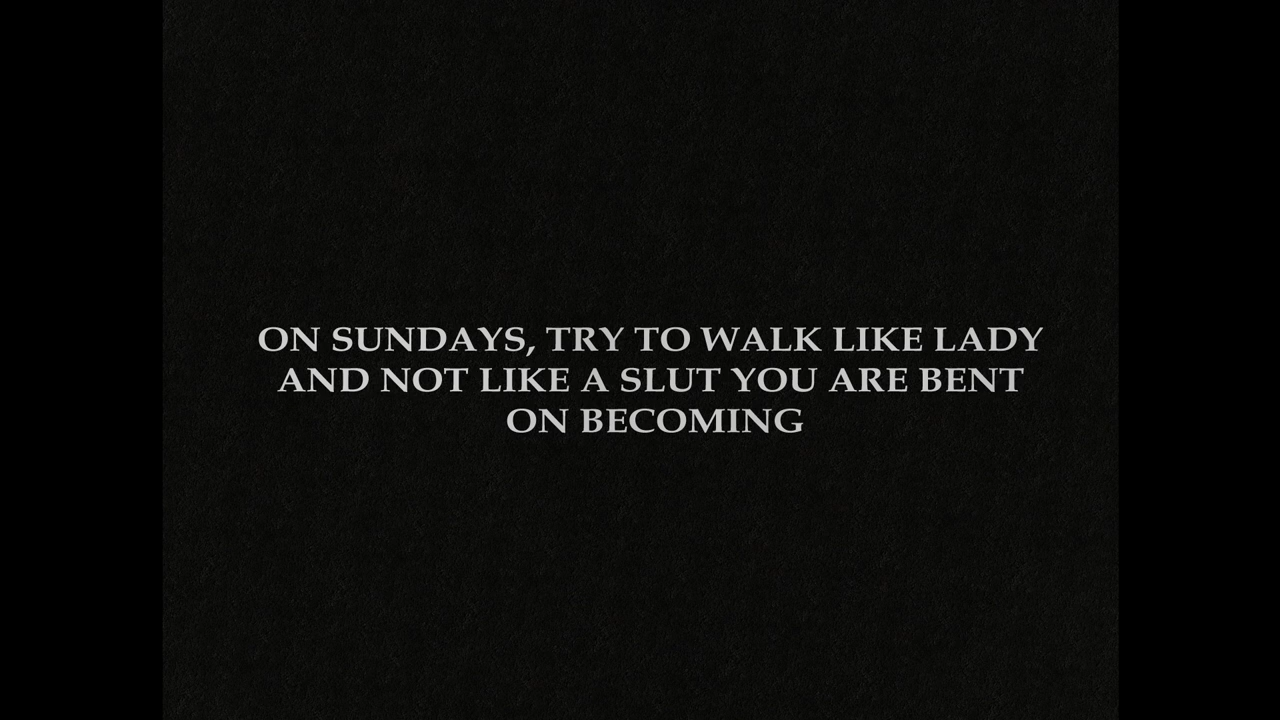 ON SUNDAYS, TRY TO WALK LIKE LADY
AND NOT LIKE A SLUT YOU ARE BENT
ON BECOMING